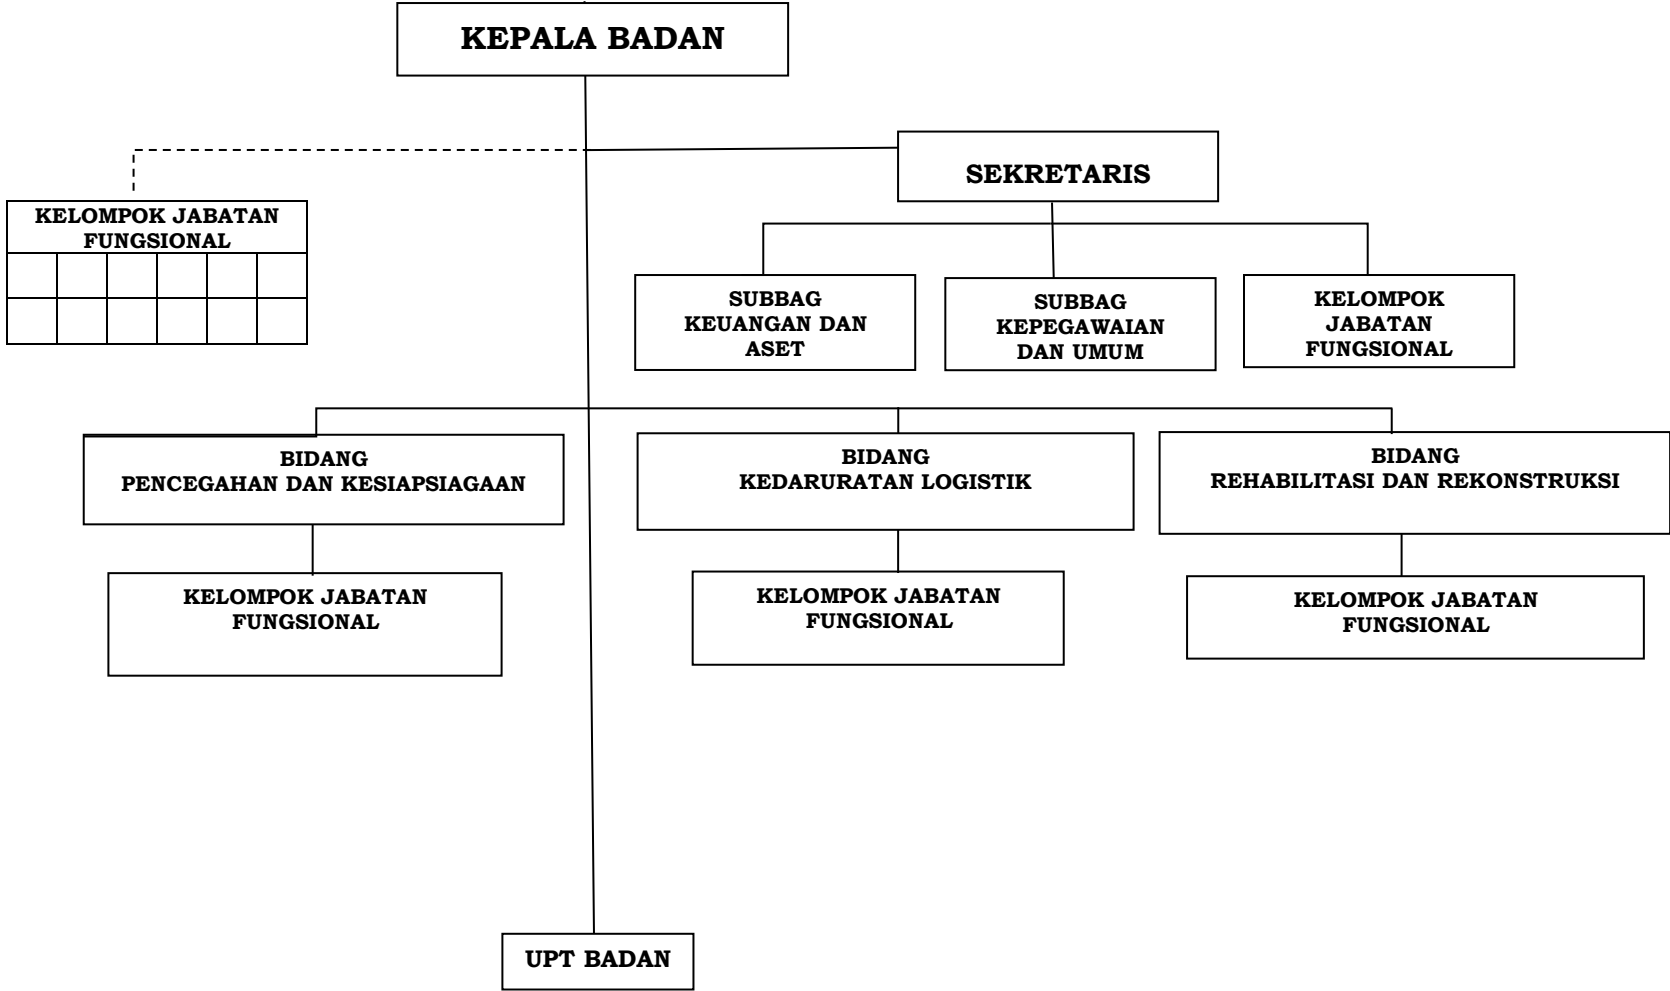 KEPALA BADAN
SEKRETARIS
KELOMPOK JABATAN
FUNGSIONAL
SUBBAG
KEUANGAN DAN
ASET
SUBBAG
KEPEGAWAIAN
DAN UMUM
KELOMPOK
JABATAN
FUNGSIONAL
BIDANG
PENCEGAHAN DAN KESIAPSIAGAAN
BIDANG
KEDARURATAN LOGISTIK
BIDANG
REHABILITASI DAN REKONSTRUKSI
KELOMPOK JABATAN
FUNGSIONAL
KELOMPOK JABATAN
FUNGSIONAL
KELOMPOK JABATAN
FUNGSIONAL
UPT BADAN